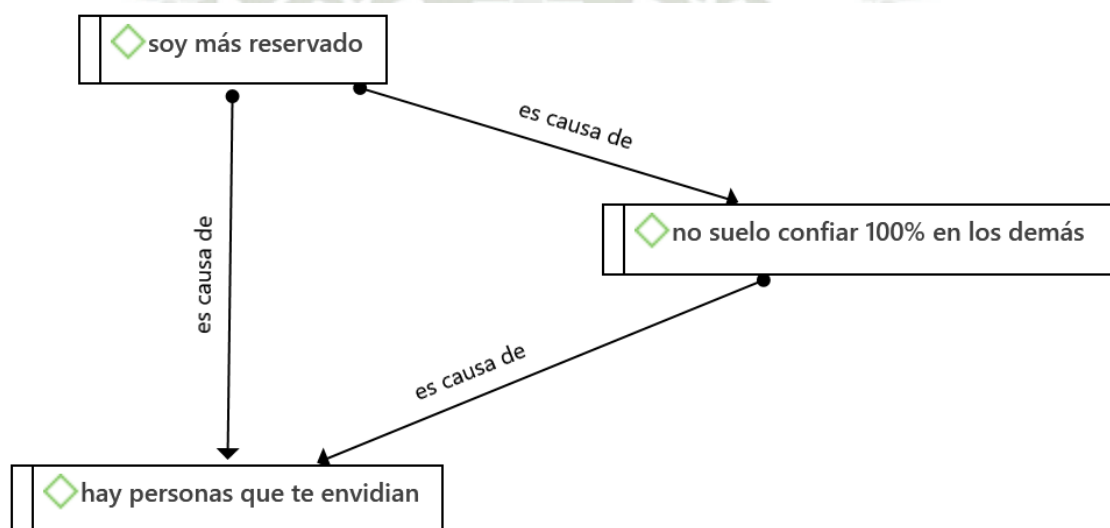 soy más reservado
es causa de
no suelo confiar 100% en los demás
es causa de
es causa de
hay personas que te envidian